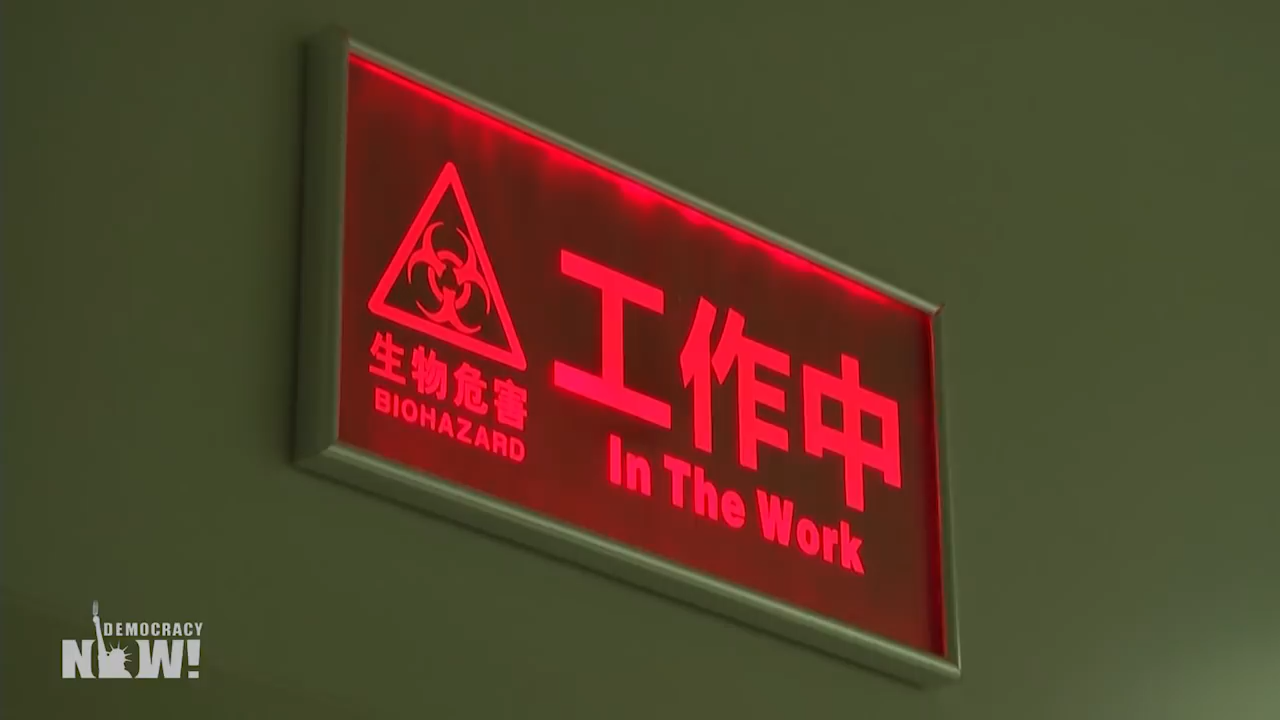 生物危害
BIOHAZARD
工作中
In The Work
DEMOCRACY
NOW!